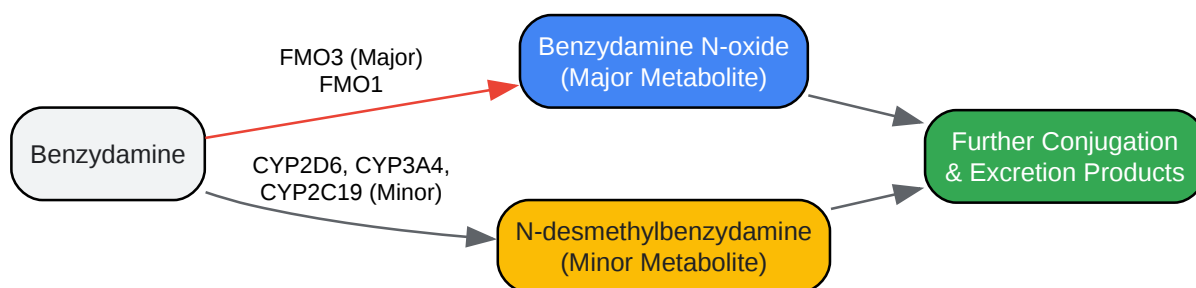 Benzydamine
FMO3 (Major)
FMO1
Benzydamine N-oxide
(Major Metabolite)
CYP2D6, CYP3A4,
CYP2C19 (Minor)
N-desmethylbenzydamine
(Minor Metabolite)
Further Conjugation
& Excretion Products